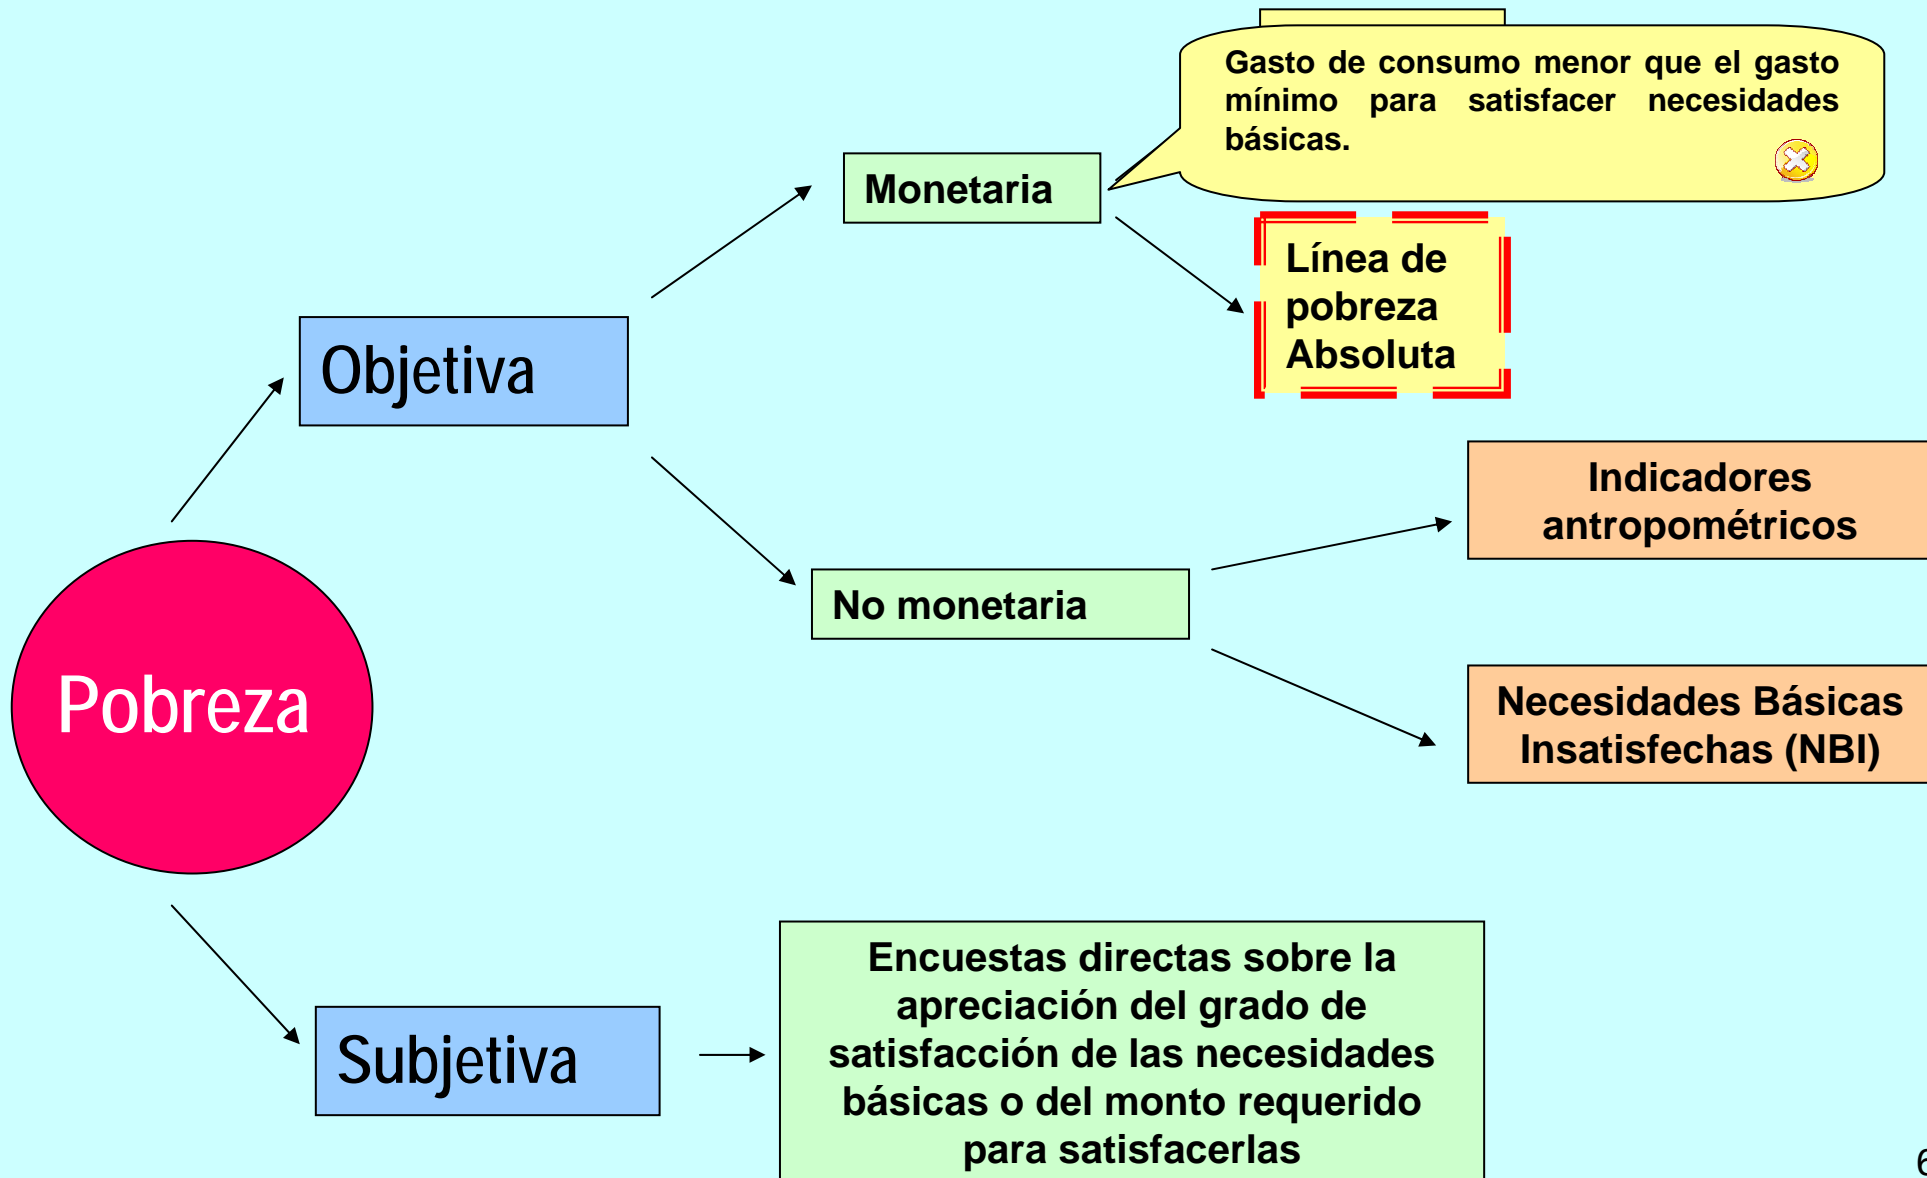 Gasto de consumo menor que el gasto
mínimo para satisfacer necesidades
básicas.
Monetaria
Línea de
pobreza
Absoluta
Objetiva
Indicadores
antropométricos
No monetaria
Pobreza
Necesidades Básicas
Insatisfechas (NBI)
Subjetiva
Encuestas directas sobre la
apreciación del grado de
satisfacción de las necesidades
básicas o del monto requerido
para satisfacerlas
6